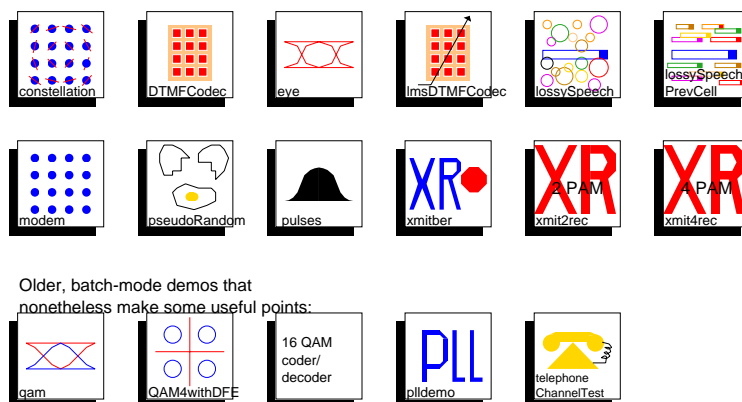 constellation
DTMFCodec
eye
lmsDTMFCodec
lossySpeech
lossySpeech
PrevCell
modem
pseudoRandom
pulses
XR
xmitber
XR
2 PAM
xmit2rec
XR
4 PAM
xmit4rec
Older, batch-mode demos that
nonetheless make some useful points:
qam
QAM4withDFE
16 QAM
coder/
decoder
PLL
plldemo
telephone
ChannelTest